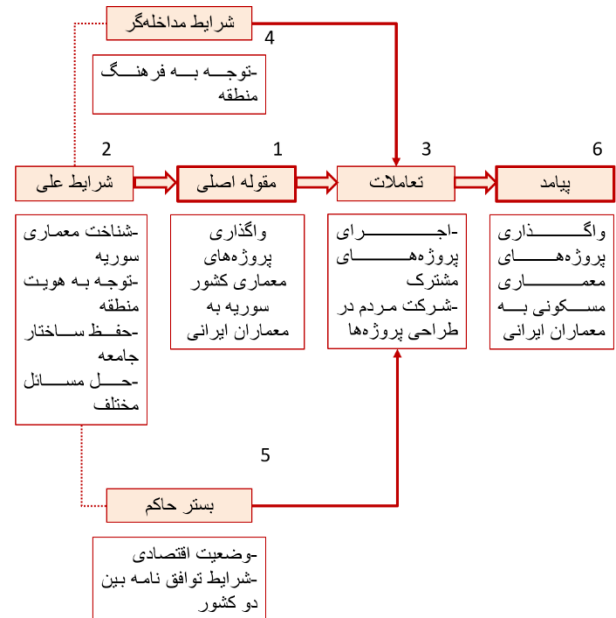 شرایط مداخله‌گر
4
-توجه به فرهنگ
منطقه
2
1
3
6
شرایط علی
مقوله اصلی
تعاملات
پیامد
-شناخت معماری
سوریه
-توجه به هویت
منطقه
-حفظ ساختار
جامعه
-حل مسائل
مختلف
واگذاری
پروژه‌های
معماری کشور
سوریه به
معماران ایرانی
-اجرای
پروژه‌های
مشترک
-شرکت مردم در
طراحی پروژه‌ها
واگذاری
پروژه‌های
معماری
مسکونی به
معماران ایرانی
5
بستر حاکم
-وضعیت اقتصادی
-شرایط توافق نامه بین
دو کشور